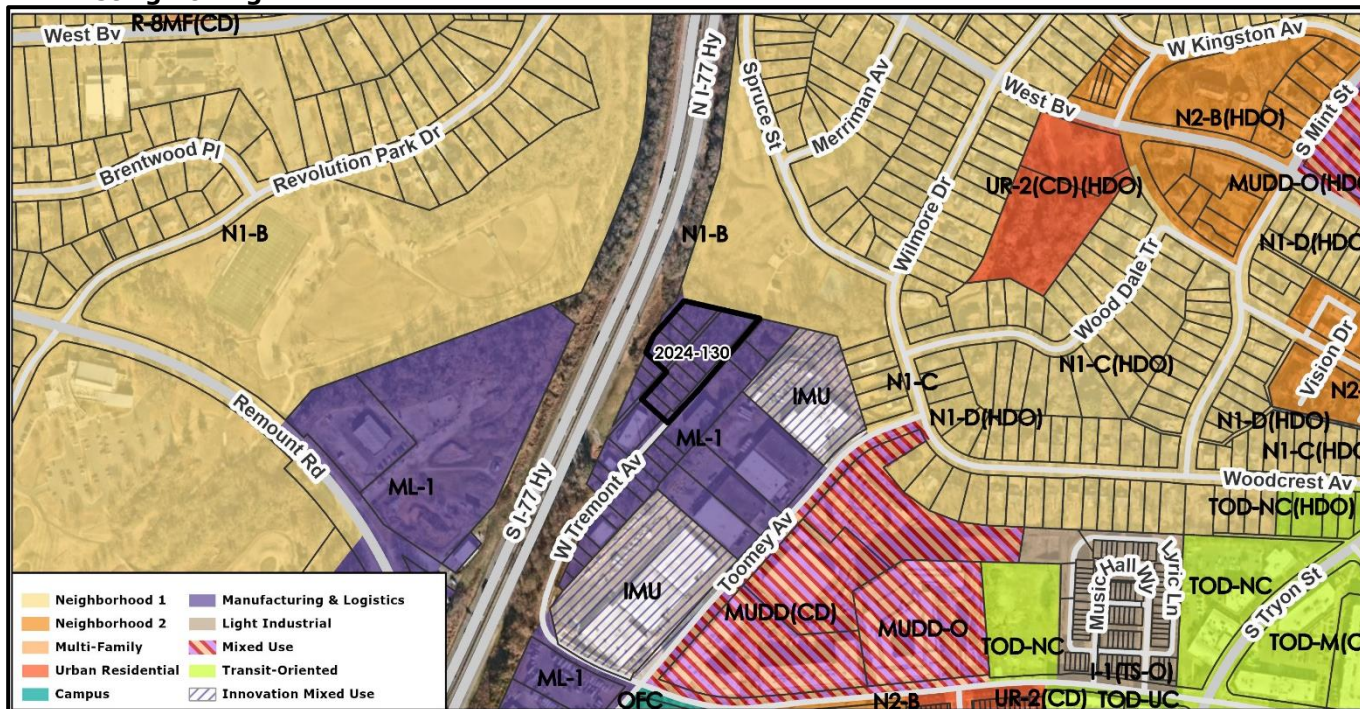 West Bv
R-8MF(CD)
N I-77 Hy
Spruce St
Merriman Av
W Kingston Av
West Bv
N2-B(HDO)
S Mint St
Brentwood Pl
Revolution Park Dr
Wilmore Dr
UR-2(CD)(HDO)
MUDD-O(HDO
N1-B
N1-B
Wood Dale Tr
N1-D(HDO
2024-130
Vision Dr
N1-C(HDO)
IMU
N1-C
N2-
Remount Rd
N1-D(HDO)
N1-D(HDO)
ML-1
N1-C(HDO
ML-1
S I-77 Hy
W Tremont Av
Woodcrest Av
TOD-NC(HDO)
Toomey Av
IMU
Music Hall Wy
Lyric Ln
TOD-NC
S Tryon St
MUDD(CD)
MUDD-O
TOD-NC
TOD-M(O
ML-1
I-1(TS-O)
OFC
N2-B
UR-2(CD)
TOD-UC
Neighborhood 1
Neighborhood 2
Multi-Family
Urban Residential
Campus
Manufacturing & Logistics
Light Industrial
Mixed Use
Transit-Oriented
Innovation Mixed Use